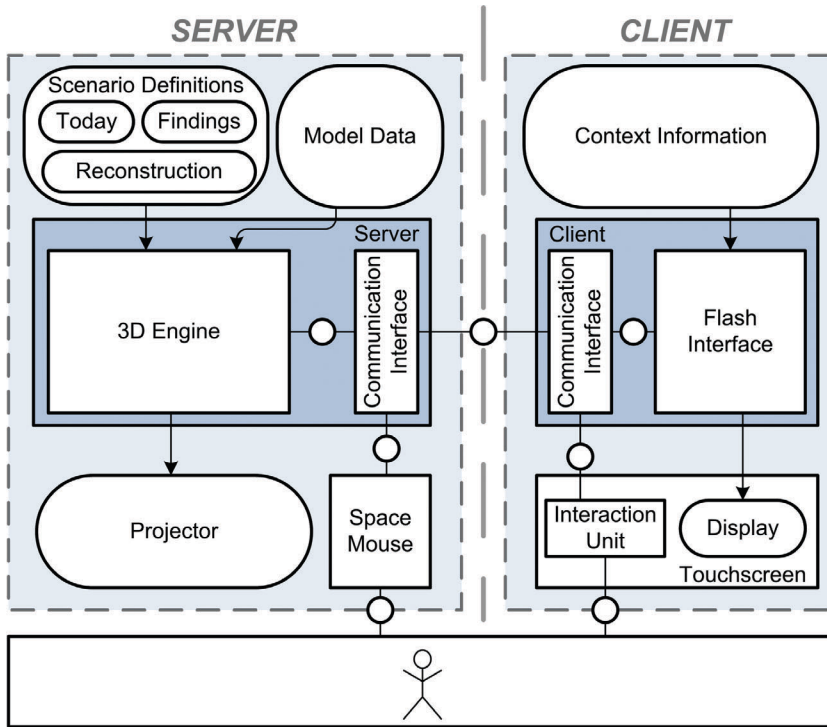 SERVER
CLIENT
Scenario Definitions
Today
Findings
Reconstruction
Model Data
Context Information
Server
Client
3D Engine
Communication
Interface
Communication
Interface
Flash
Interface
Projector
Space
Mouse
Interaction
Unit
Display
Touchscreen